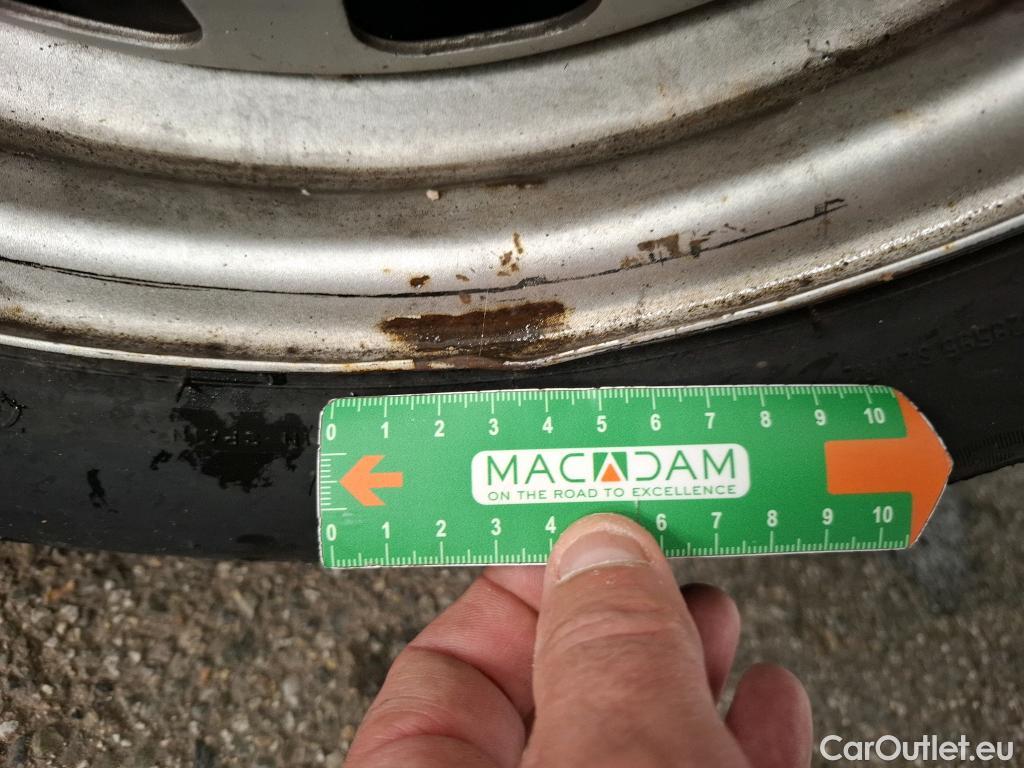 0 1 2 3 4 5 6 7 8 9 10
MACADAM
ON THE ROAD TO EXCELLENCE
0 1 2 3 4 6 7 8 9 10
CarOutlet.eu